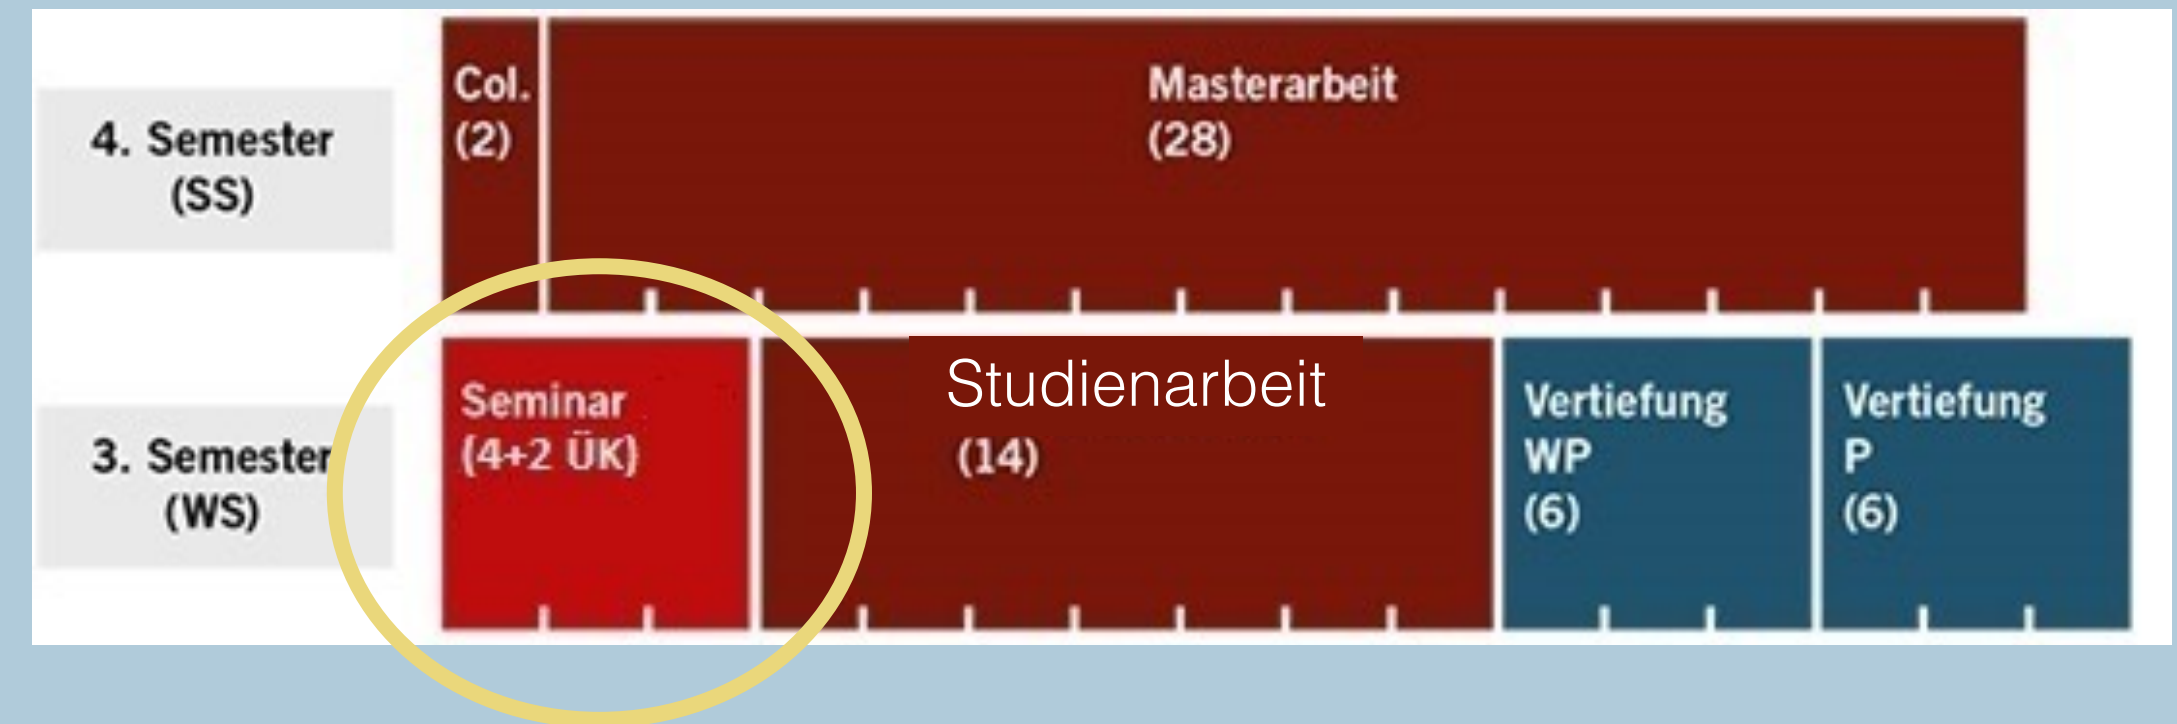 4. Semester
(SS)
Col.
(2)
Masterarbeit
(28)
3. Semester
(WS)
Seminar
(4+2 ÜK)
Studienarbeit
(14)
Vertiefung
WP
(6)
Vertiefung
P
(6)